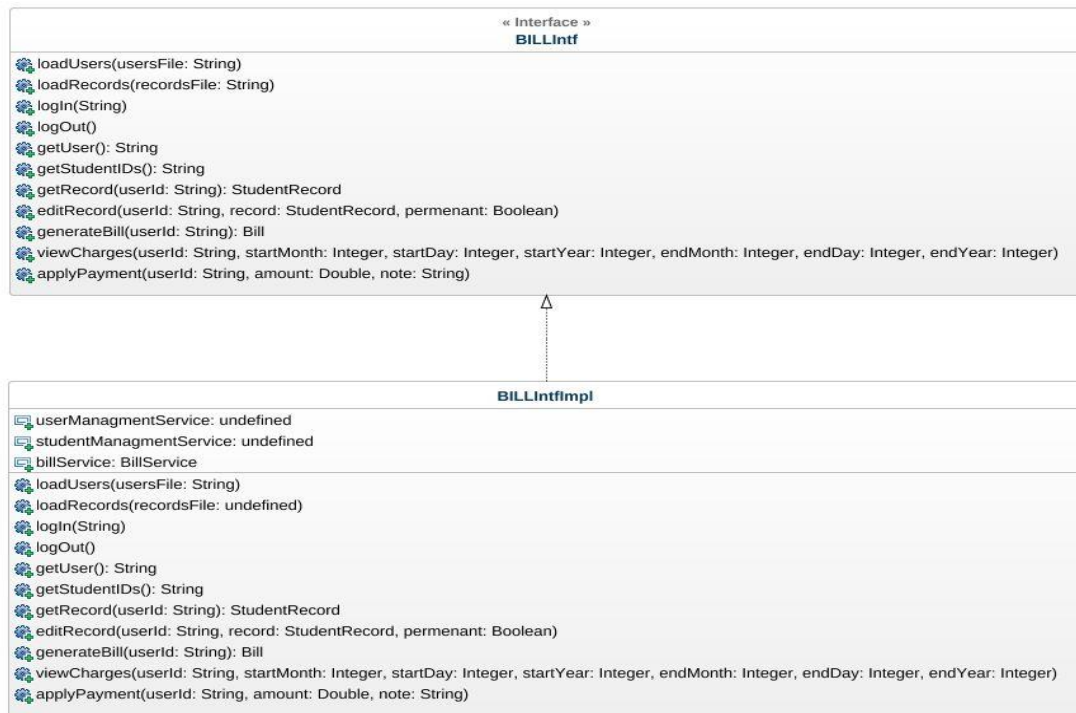 « Interface »
BILLIntf
loadUsers(usersFile: String)
loadRecords(recordsFile: String)
logIn(String)
logOut()
getUser(): String
getStudentIDs(): String
getRecord(userId: String): StudentRecord
editRecord(userId: String, record: StudentRecord, permenant: Boolean)
generateBill(userId: String): Bill
viewCharges(userId: String, startMonth: Integer, startDay: Integer, startYear: Integer, endMonth: Integer, endDay: Integer, endYear: Integer)
applyPayment(userId: String, amount: Double, note: String)
BILLIntfImpl
userManagmentService: undefined
studentManagmentService: undefined
billService: BillService
loadUsers(usersFile: String)
loadRecords(recordsFile: undefined)
logIn(String)
logOut()
getUser(): String
getStudentIDs(): String
getRecord(userId: String): StudentRecord
editRecord(userId: String, record: StudentRecord, permenant: Boolean)
generateBill(userId: String): Bill
viewCharges(userId: String, startMonth: Integer, startDay: Integer, startYear: Integer, endMonth: Integer, endDay: Integer, endYear: Integer)
applyPayment(userId: String, amount: Double, note: String)